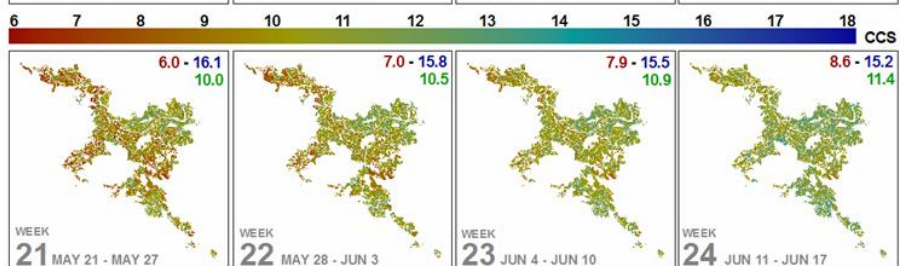 6 7 8 9 10 11 12 13 14 15 16 17 18
CCS
6.0 - 16.1
10.0
WEEK
21 MAY 21 - MAY 27
7.0 - 15.8
10.5
WEEK
22 MAY 28 - JUN 3
7.9 - 15.5
10.9
WEEK
23 JUN 4 - JUN 10
8.6 - 15.2
11.4
WEEK
24 JUN 11 - JUN 17